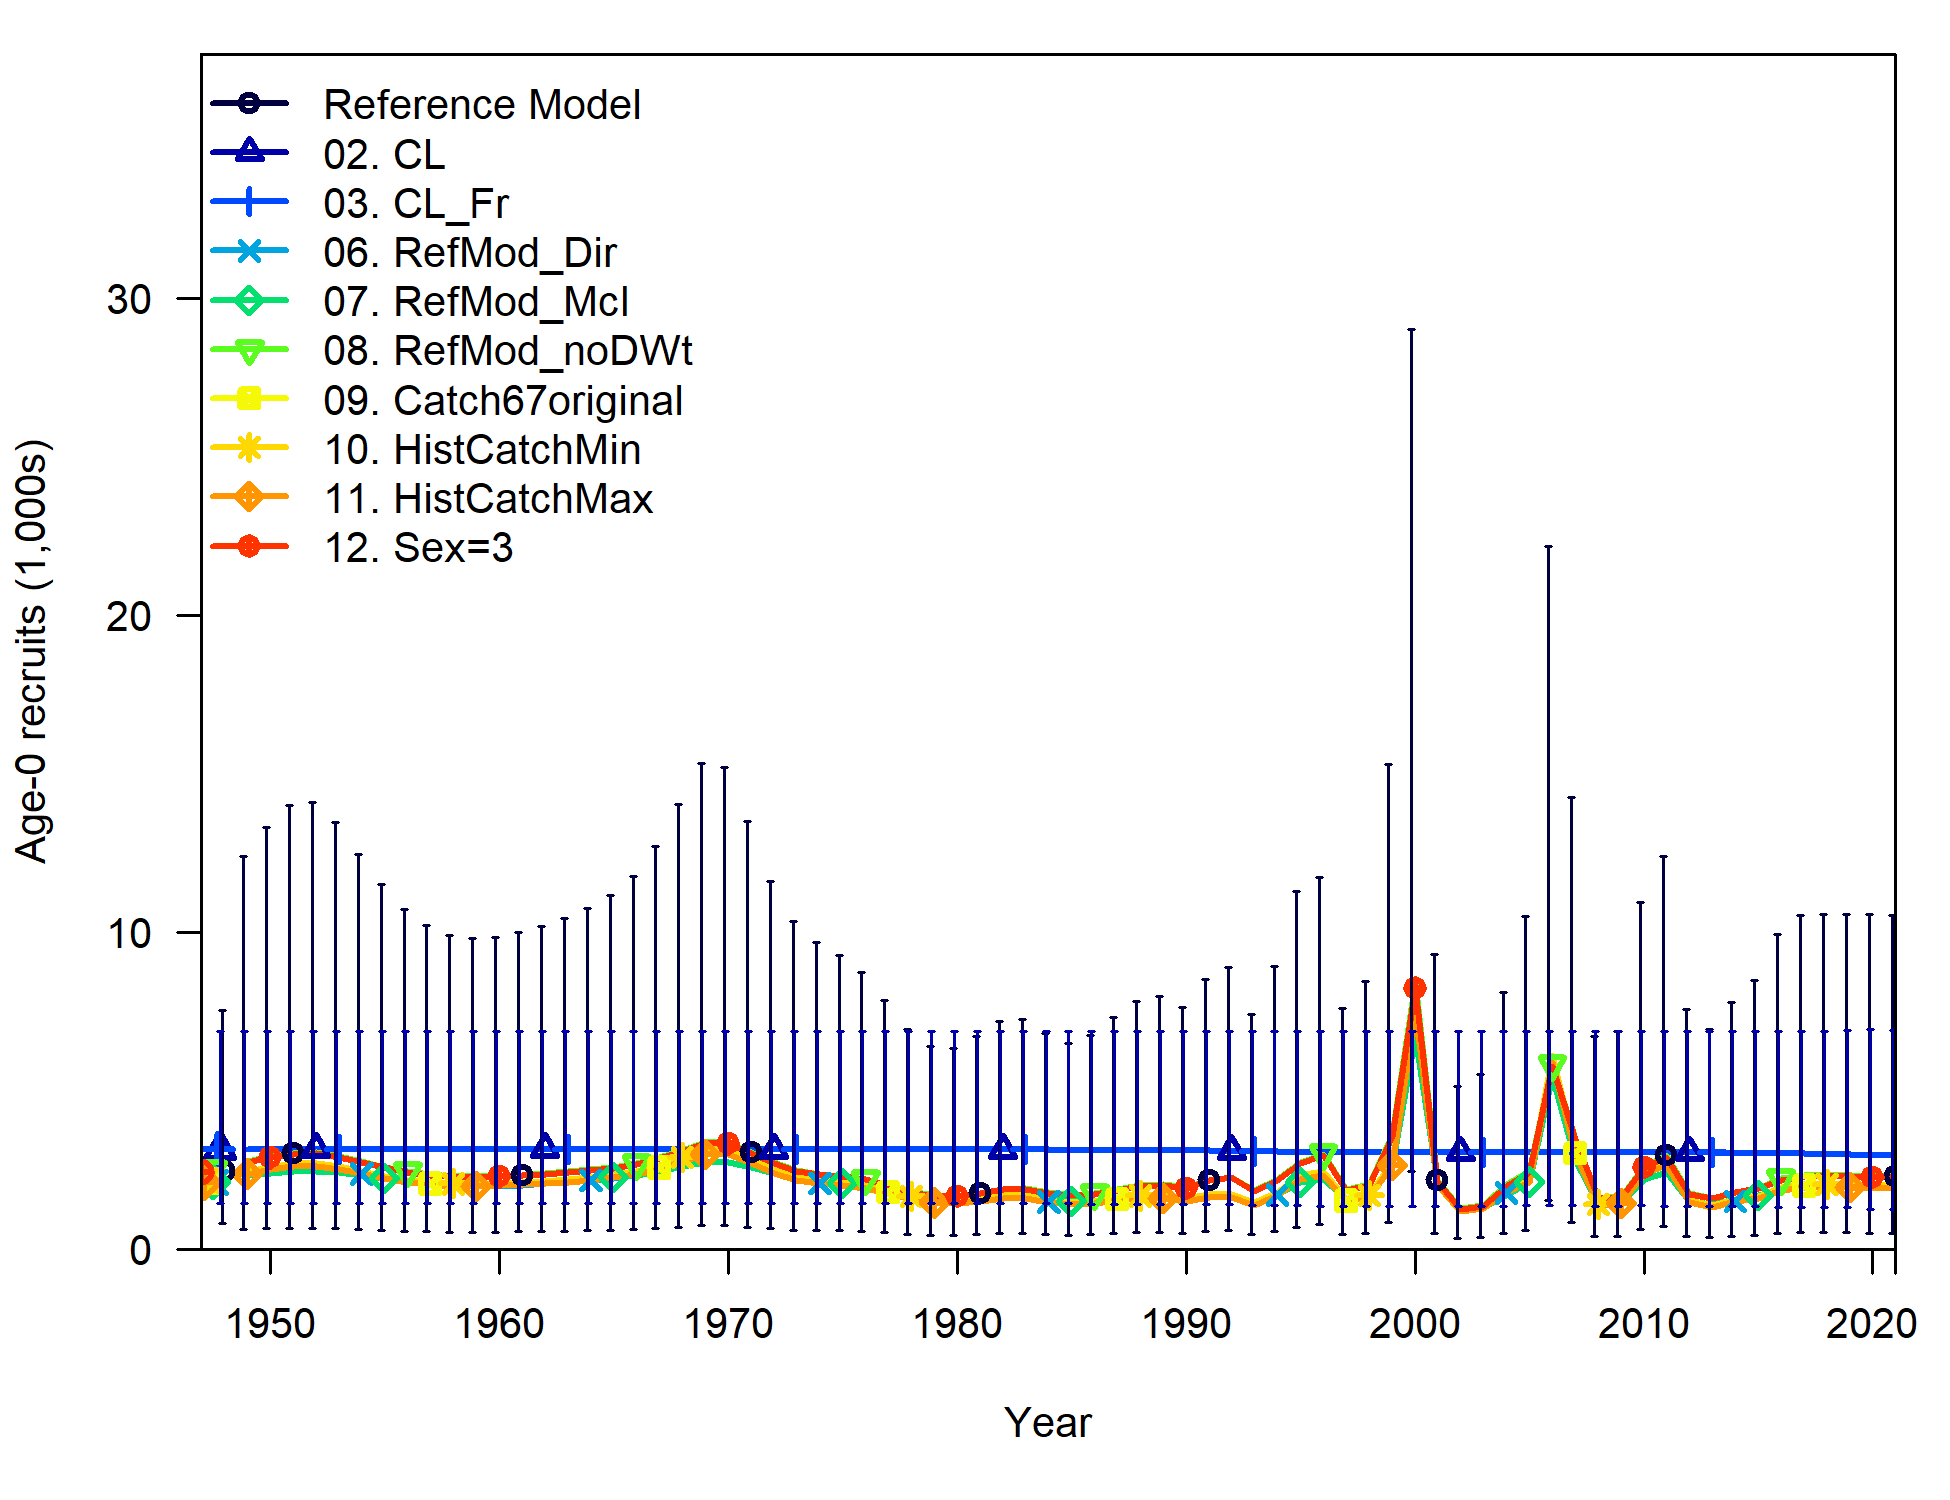 Reference Model
02. CL
03. CL_Fr
06. RefMod_Dir
07. RefMod_Mcl
08. RefMod_noDWt
09. Catch67original
10. HistCatchMin
11. HistCatchMax
12. Sex=3
Age-0 recruits (1,000s)
30
20
10
0
1950 1960 1970 1980 1990 2000 2010 2020
Year